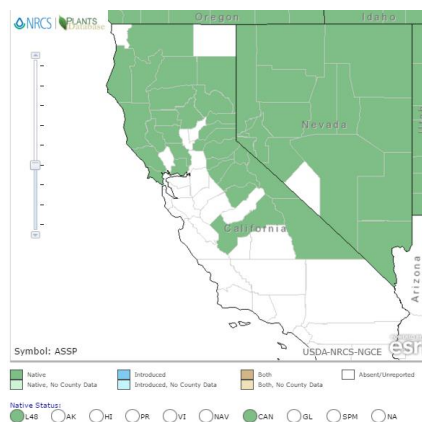 Oregon
Idaho
NRCS | PLANTS
Database
Nevada
California
Arizona
Symbol: ASSP
USDA-NRCS-NGCE
esri
Native
Introduced
Both
Absent/Unreported
Native, No County Data
Introduced, No County Data
Both, No County Data
Native Status:
L48 AK HI PR VI NAV CAN GL SPM NA